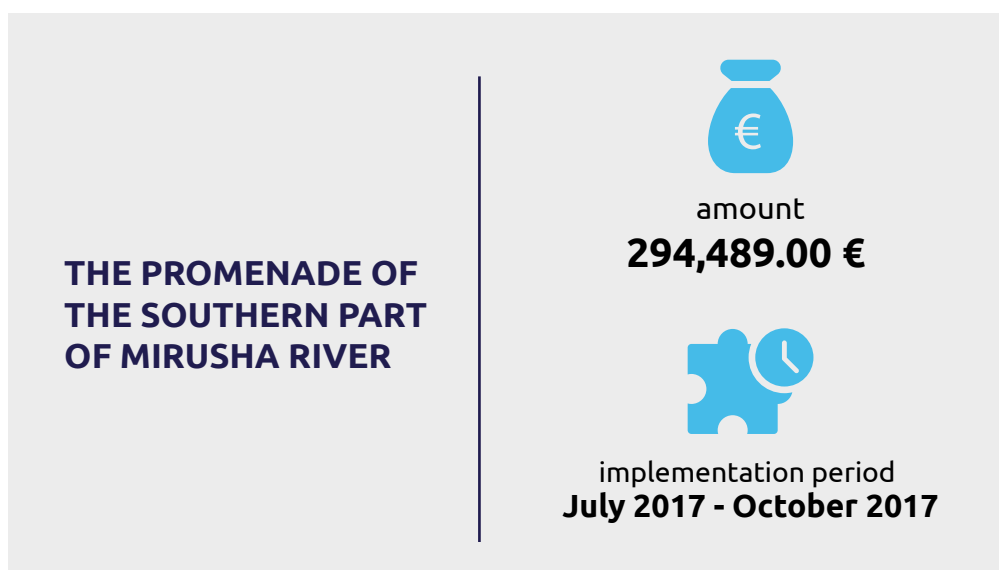 THE PROMENADE OF
THE SOUTHERN PART
OF MIRUSHA RIVER
€
amount
294,489.00 €
implementation period
July 2017 - October 2017